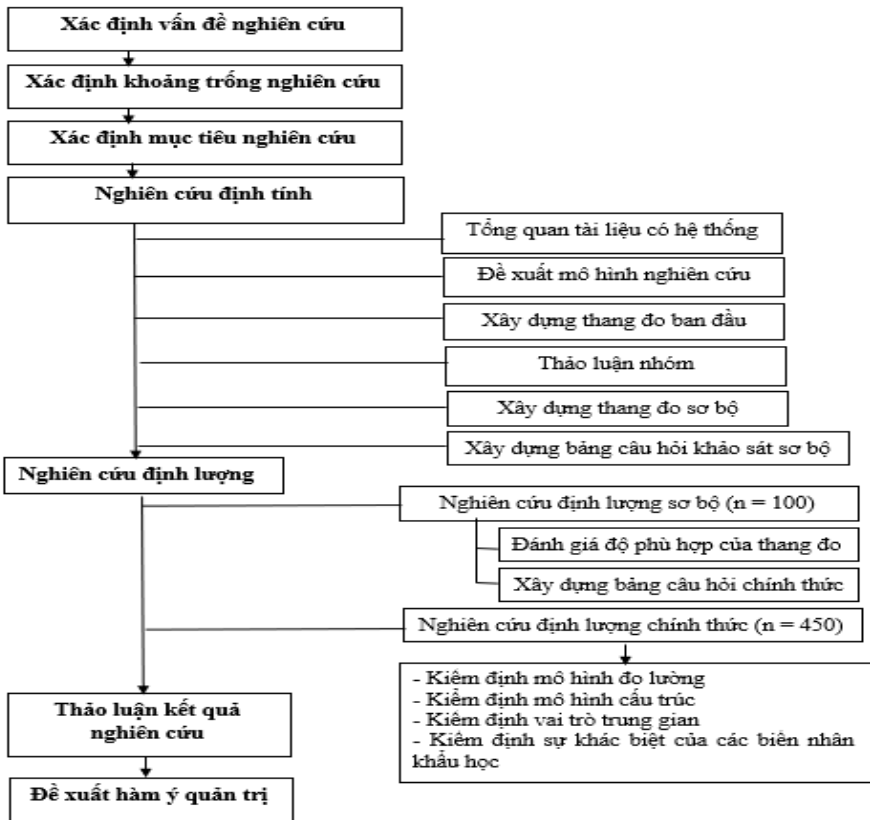 Xác định vấn đề nghiên cứu
Xác định khoảng trống nghiên cứu
Xác định mục tiêu nghiên cứu
Nghiên cứu định tính
Tổng quan tài liệu có hệ thống
Đề xuất mô hình nghiên cứu
Xây dựng thang đo ban đầu
Thảo luận nhóm
Xây dựng thang đo sơ bộ
Xây dựng bảng câu hỏi khảo sát sơ bộ
Nghiên cứu định lượng
Nghiên cứu định lượng sơ bộ (n = 100)
Đánh giá độ phù hợp của thang đo
Xây dựng bảng câu hỏi chính thức
Nghiên cứu định lượng chính thức (n = 450)
- Kiểm định mô hình đo lường
- Kiểm định mô hình cấu trúc
- Kiểm định vai trò trung gian
- Kiểm định sự khác biệt của các biến nhân
khẩu học
Thảo luận kết quả
nghiên cứu
Đề xuất hàm ý quản trị